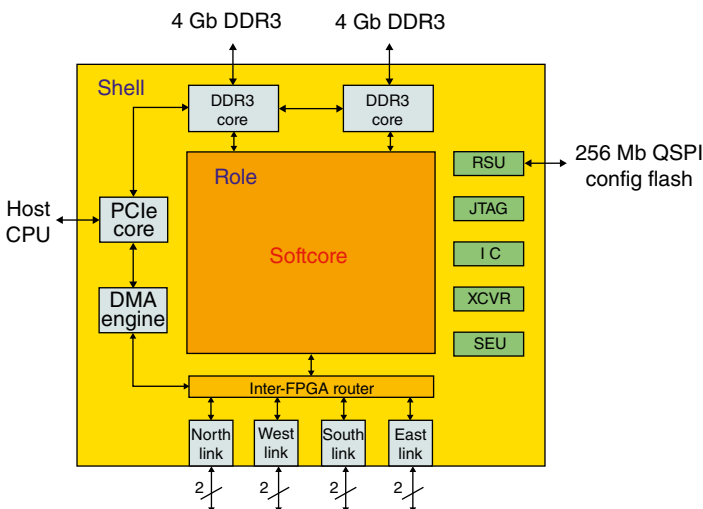 4 Gb DDR3
4 Gb DDR3
Shell
DDR3
core
DDR3
core
Role
RSU
256 Mb QSPI
config flash
JTAG
Host
CPU
PCIe
core
Softcore
I C
DMA
engine
XCVR
SEU
Inter-FPGA router
North
link
West
link
South
link
East
link
2
2
2
2